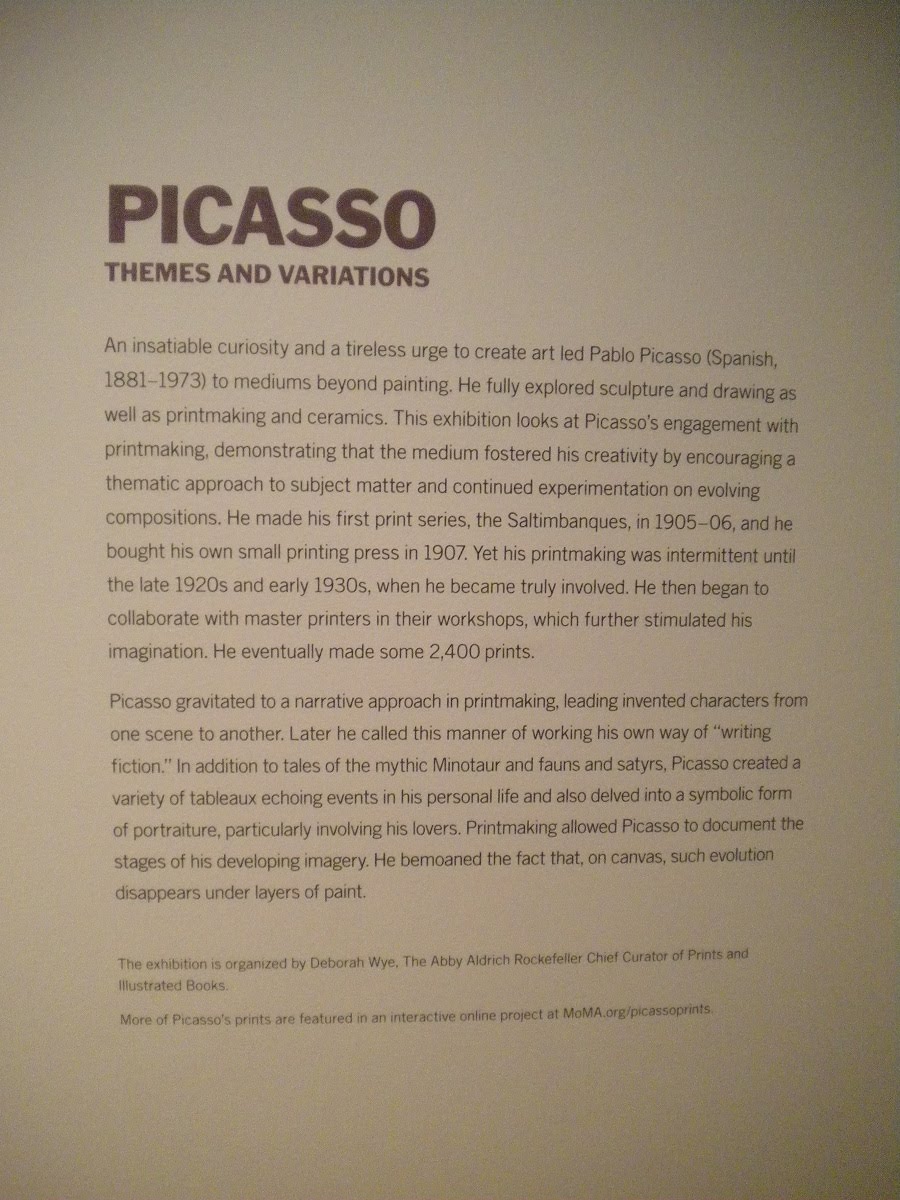 PICASSO
THEMES AND VARIATIONS
An insatiable curiosity and a tireless urge to create art led Pablo Picasso (Spanish,
1881–1973) to mediums beyond painting. He fully explored sculpture and drawing as
well as printmaking and ceramics. This exhibition looks at Picasso's engagement with
printmaking, demonstrating that the medium fostered his creativity by encouraging a
thematic approach to subject matter and continued experimentation on evolving
compositions. He made his first print series, the Saltimbanques, in 1905–06, and he
bought his own small printing press in 1907. Yet his printmaking was intermittent until
the late 1920s and early 1930s, when he became truly involved. He then began to
collaborate with master printers in their workshops, which further stimulated his
imagination. He eventually made some 2,400 prints.
Picasso gravitated to a narrative approach in printmaking, leading invented characters from
one scene to another. Later he called this manner of working his own way of “writing
fiction.” In addition to tales of the mythic Minotaur and fauns and satyrs, Picasso created a
variety of tableaux echoing events in his personal life and also delved into a symbolic form
of portraiture, particularly involving his lovers. Printmaking allowed Picasso to document the
stages of his developing imagery. He bemoaned the fact that, on canvas, such evolution
disappears under layers of paint.
The exhibition is organized by Deborah Wye, The Abby Aldrich Rockefeller Chief Curator of Prints and
Illustrated Books.
More of Picasso's prints are featured in an interactive online project at MoMA.org/picassoprints.